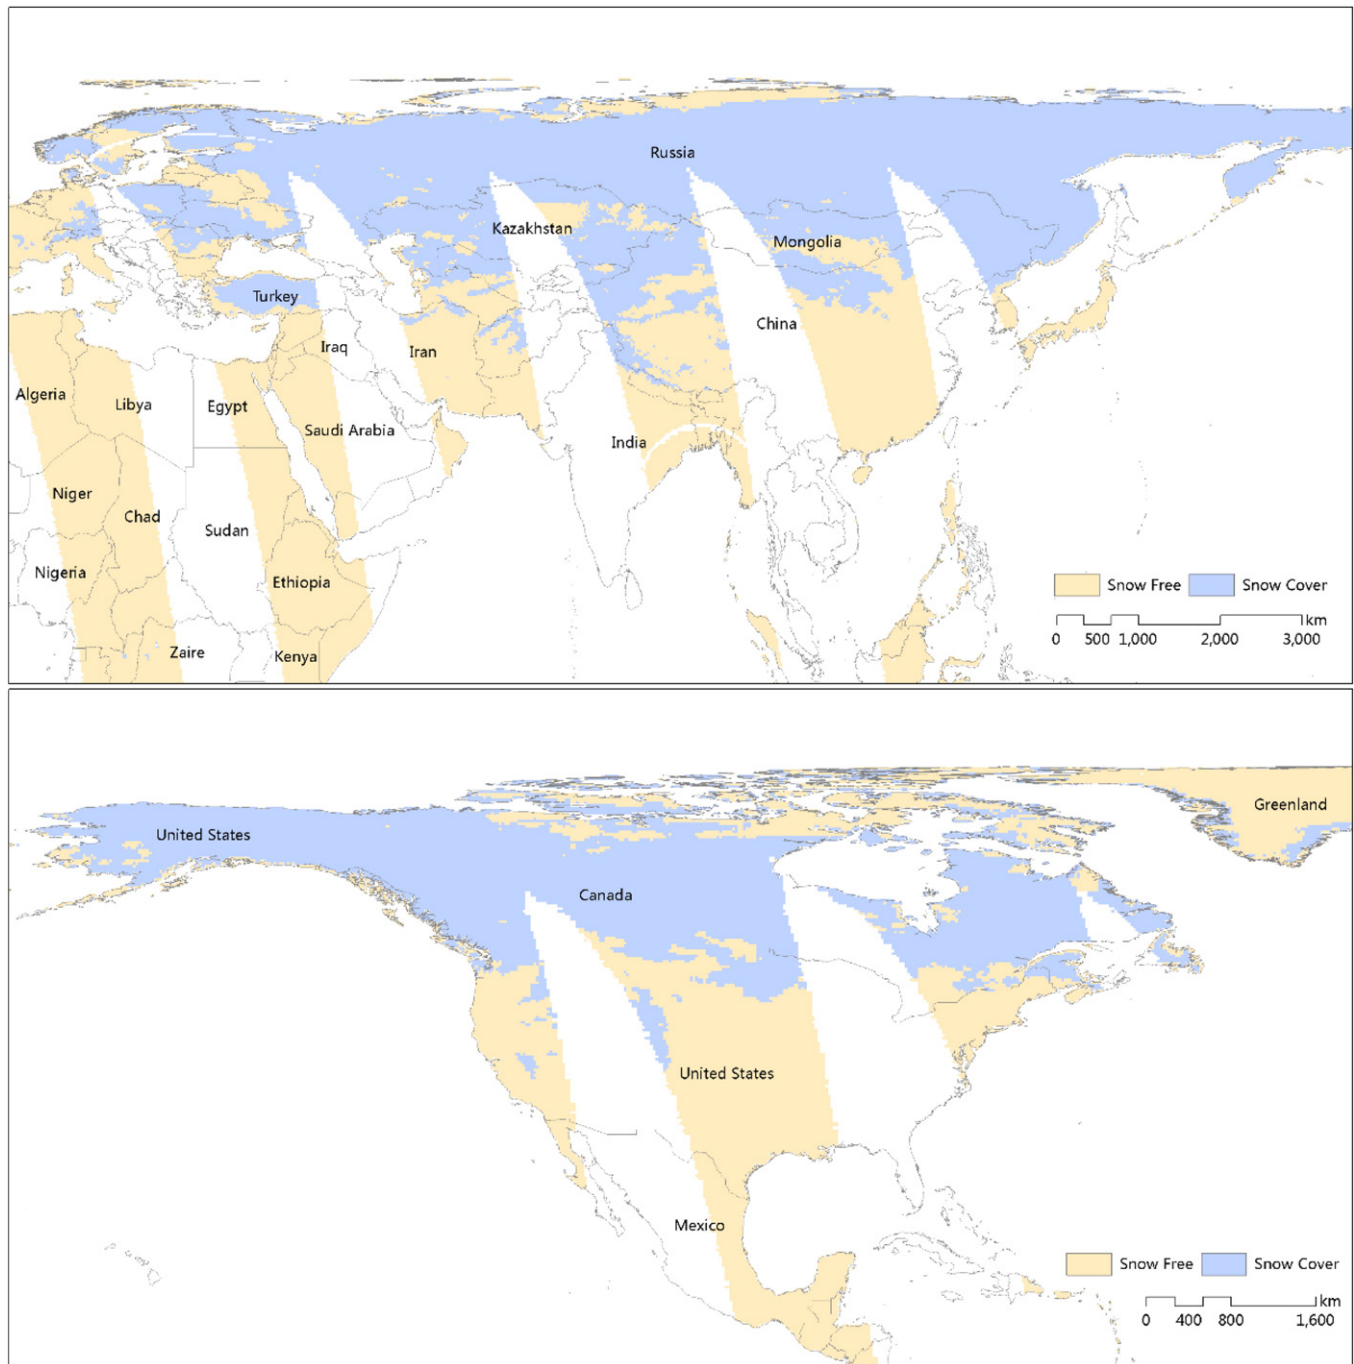 Russia
Kazakhstan
Mongolia
Turkey
China
Iraq
Iran
Algeria
Libya
Egypt
Saudi Arabia
India
Niger
Chad
Sudan
Nigeria
Ethiopia
Zaire
Kenya
Snow Free
Snow Cover
km
0 500 1,000 2,000 3,000
Greenland
United States
Canada
United States
Mexico
Snow Free
Snow Cover
km
0 400 800 1,600